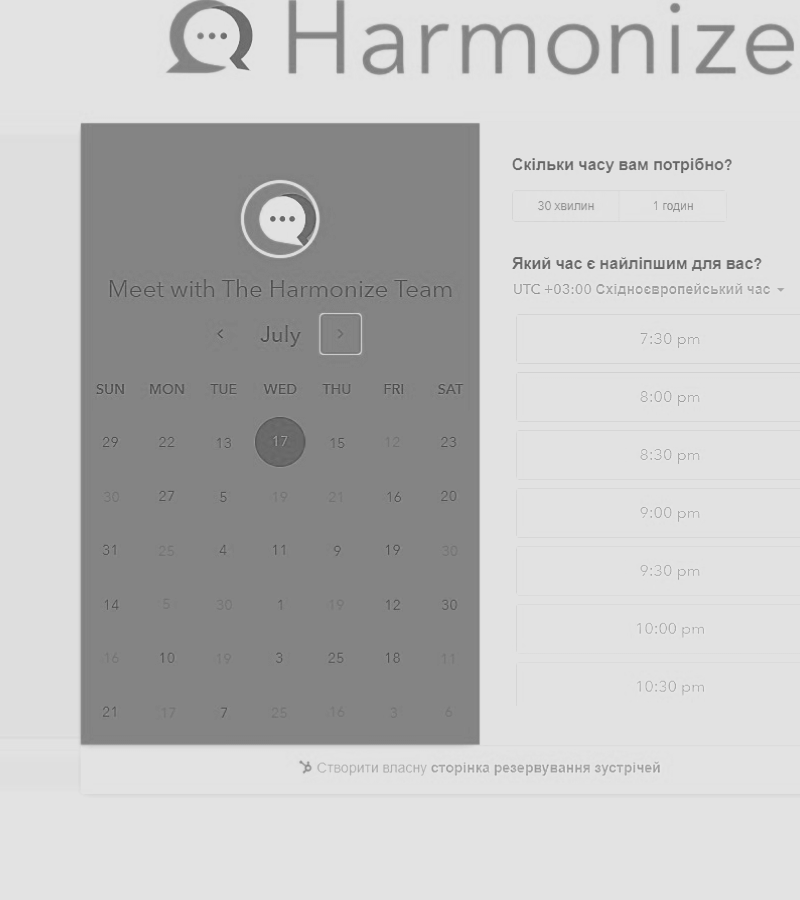 Harmonize
Meet with The Harmonize Team
July
SUN MON TUE WED THU FRI SAT
29 22 13 17 15 12 23
30 27 5 19 21 16 20
31 25 4 11 9 19 30
14 5 30 1 19 12 30
16 10 19 3 25 18 11
21 17 7 25 16 3 6
Скільки часу вам потрібно?
30 хвилин 1 годин
Який час є найліпшим для вас?
UTC +03:00 Східноєвропейський час
7:30 pm
8:00 pm
8:30 pm
9:00 pm
9:30 pm
10:00 pm
10:30 pm
Створити власну сторінка резервування зустрічей